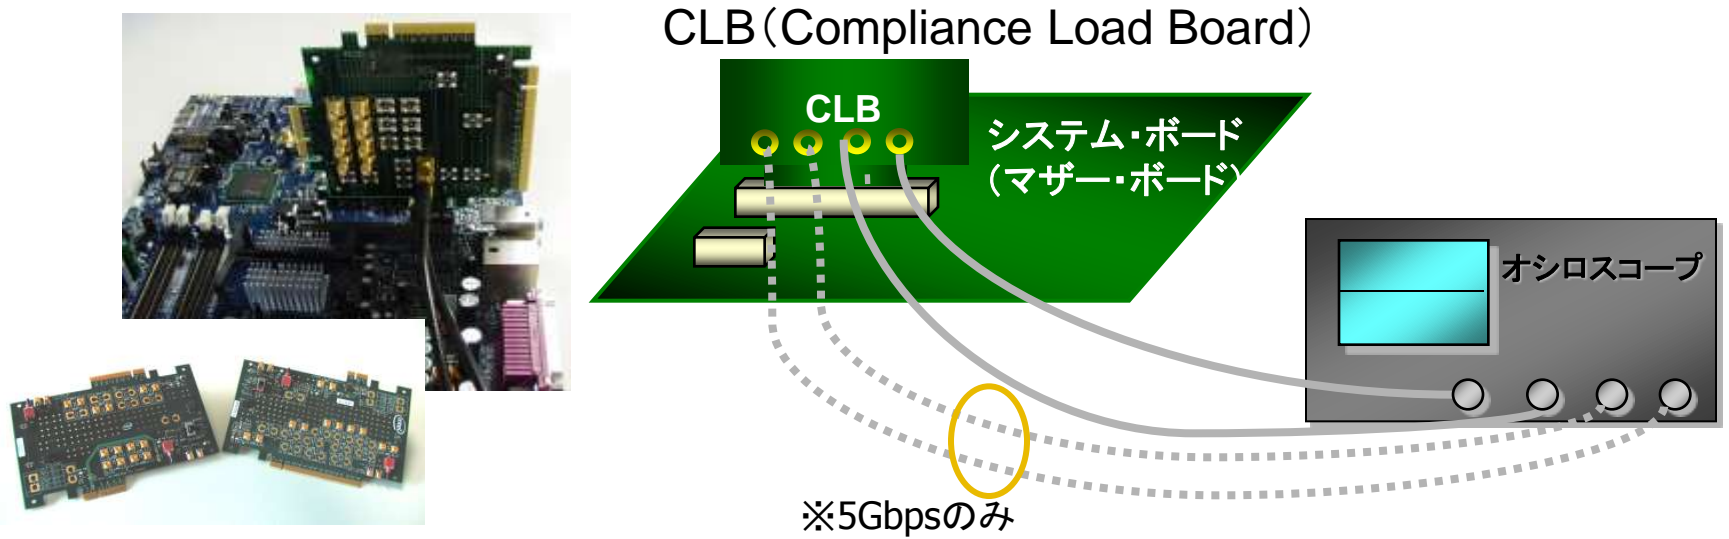 CLB（Compliance Load Board）
CLB
システム・ボード
（マザー・ボード）
オシロスコープ
※5Gbpsのみ